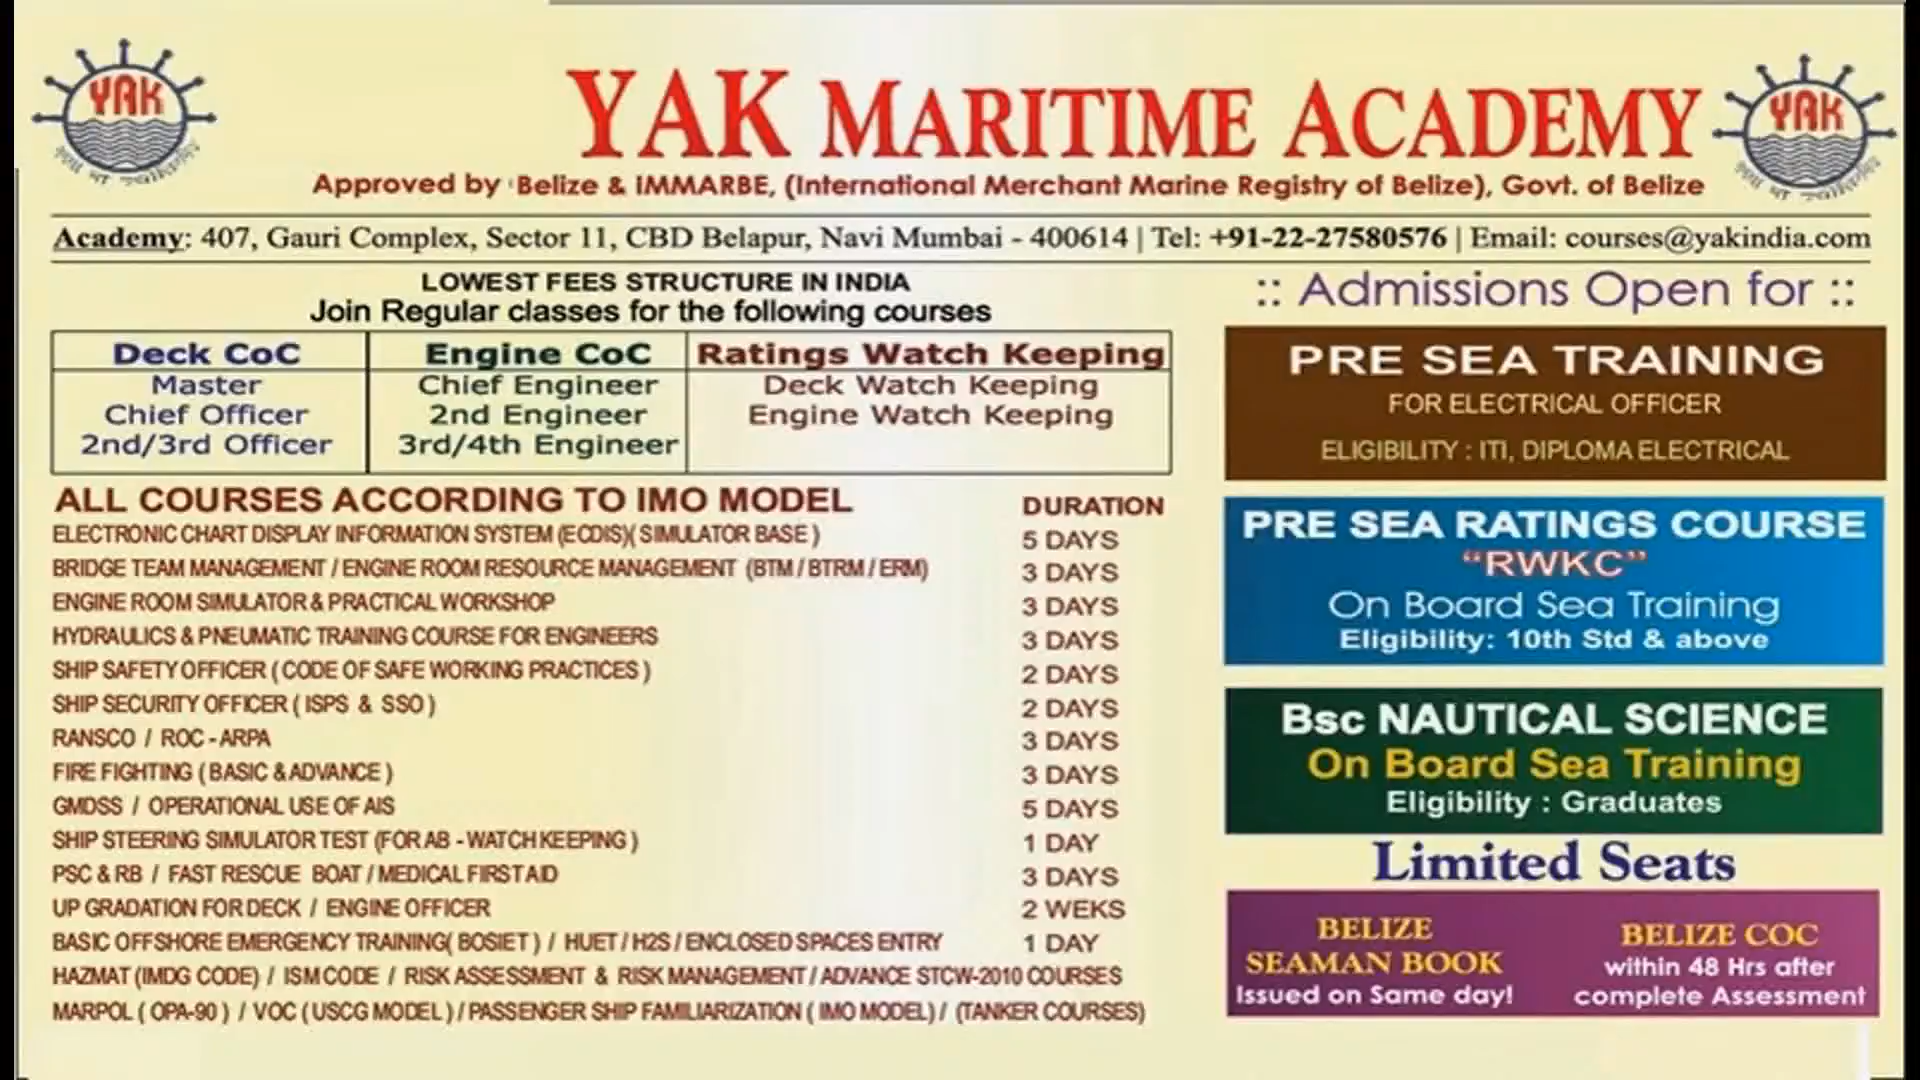 YAK
YAK MARITIME ACADEMY
YAK
Approved by Belize & IMMARBE, (International Merchant Marine Registry of Belize), Govt. of Belize
Academy: 407, Gauri Complex, Sector 11, CBD Belapur, Navi Mumbai - 400614 | Tel: +91-22-27580576 | Email: courses@yakindia.com
LOWEST FEES STRUCTURE IN INDIA
Join Regular classes for the following courses
Deck CoC Engine CoC Ratings Watch Keeping
Master Chief Engineer Deck Watch Keeping
Chief Officer 2nd Engineer Engine Watch Keeping
2nd/3rd Officer 3rd/4th Engineer
ALL COURSES ACCORDING TO IMO MODEL DURATION
ELECTRONIC CHART DISPLAY INFORMATION SYSTEM (ECDIS)( SIMULATOR BASE ) 5 DAYS
BRIDGE TEAM MANAGEMENT / ENGINE ROOM RESOURCE MANAGEMENT (BTM / BTRM / ERM) 3 DAYS
ENGINE ROOM SIMULATOR & PRACTICAL WORKSHOP 3 DAYS
HYDRAULICS & PNEUMATIC TRAINING COURSE FOR ENGINEERS 3 DAYS
SHIP SAFETY OFFICER ( CODE OF SAFE WORKING PRACTICES ) 2 DAYS
SHIP SECURITY OFFICER ( ISPS & SSO ) 2 DAYS
RANSCO / ROC - ARPA 3 DAYS
FIRE FIGHTING ( BASIC & ADVANCE ) 3 DAYS
GMDSS / OPERATIONAL USE OF AIS 5 DAYS
SHIP STEERING SIMULATOR TEST (FOR AB - WATCH KEEPING ) 1 DAY
PSC & RB / FAST RESCUE BOAT / MEDICAL FIRST AID 3 DAYS
UP GRADATION FOR DECK / ENGINE OFFICER 2 WEKS
BASIC OFFSHORE EMERGENCY TRAINING( BOSIET ) / HUET / H2S / ENCLOSED SPACES ENTRY 1 DAY
HAZMAT (IMDG CODE) / ISM CODE / RISK ASSESSMENT & RISK MANAGEMENT / ADVANCE STCW-2010 COURSES
MARPOL ( OPA-90 ) / VOC ( USCG MODEL ) / PASSENGER SHIP FAMILIARIZATION ( IMO MODEL) / (TANKER COURSES)
:: Admissions Open for ::
PRE SEA TRAINING
FOR ELECTRICAL OFFICER
ELIGIBILITY : ITI, DIPLOMA ELECTRICAL
PRE SEA RATINGS COURSE
“RWKC”
On Board Sea Training
Eligibility: 10th Std & above
Bsc NAUTICAL SCIENCE
On Board Sea Training
Eligibility : Graduates
Limited Seats
BELIZE
SEAMAN BOOK
Issued on Same day!
BELIZE COC
within 48 Hrs after
complete Assessment